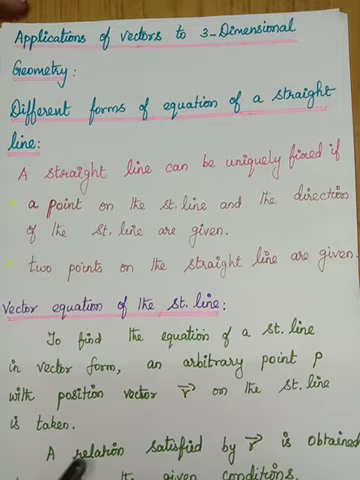 Applications of vectors to 3-Dimensional
Geometry:
Different forms of equation of a straight
line:
A straight line can be uniquely fixed if
a point on the st.line and the direction
of the st.line are given.
two points on the straight line are given.
Vector equation of the st.line:
To find the equation of a st.line
in vector form, an arbitrary point P
with position vector r⃗ on the st.line
is taken.
A relation satisfied by r⃗ is obtained
the given conditions.